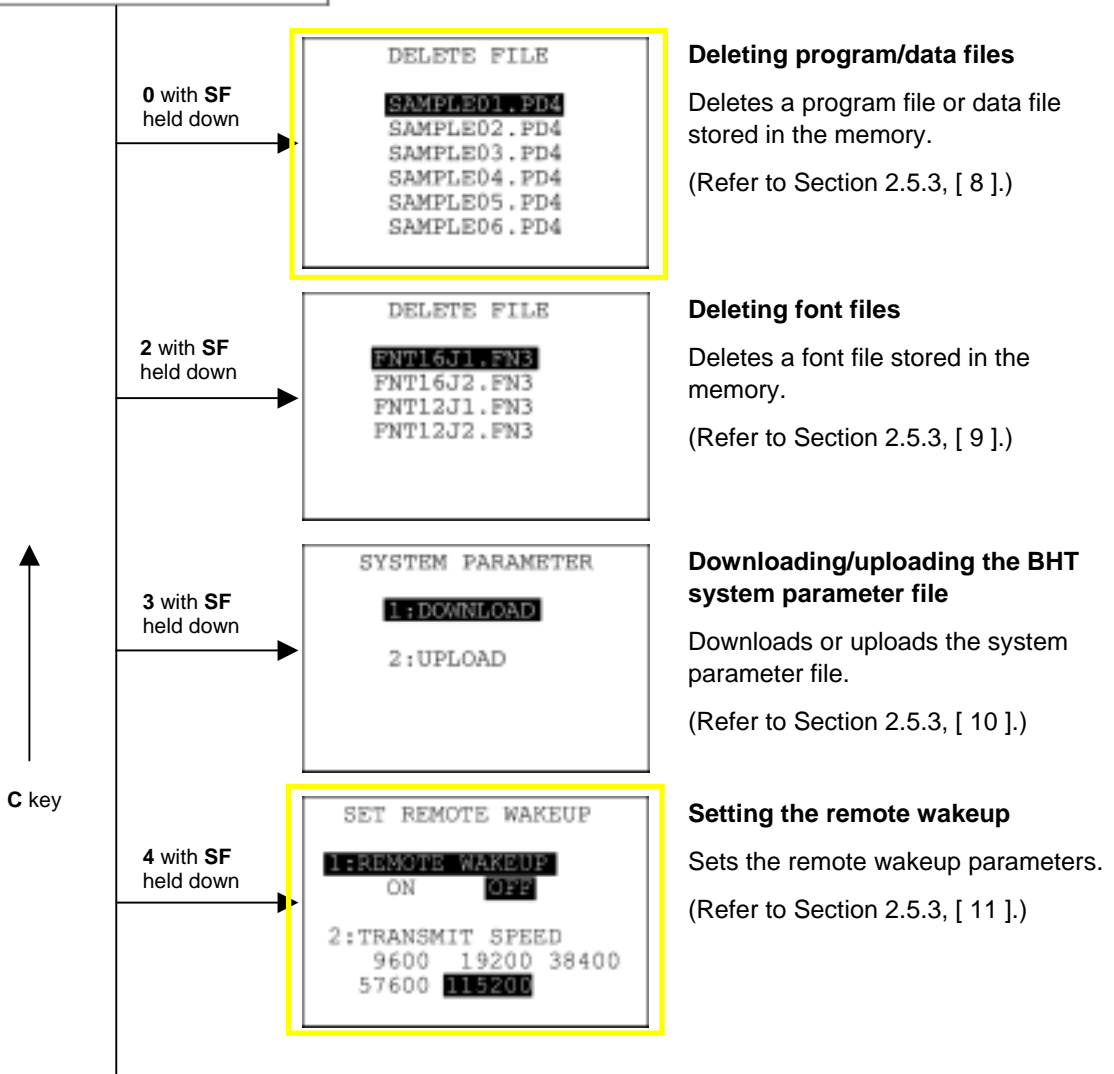 0 with SF
held down
DELETE FILE
SAMPLE01.PD4
SAMPLE02.PD4
SAMPLE03.PD4
SAMPLE04.PD4
SAMPLE05.PD4
SAMPLE06.PD4
Deleting program/data files
Deletes a program file or data file
stored in the memory.
(Refer to Section 2.5.3, [ 8 ].)
2 with SF
held down
DELETE FILE
FNT16J1.FN3
FNT16J2.FN3
FNT12J1.FN3
FNT12J2.FN3
Deleting font files
Deletes a font file stored in the
memory.
(Refer to Section 2.5.3, [ 9 ].)
3 with SF
held down
SYSTEM PARAMETER
1:DOWNLOAD
2:UPLOAD
Downloading/uploading the BHT
system parameter file
Downloads or uploads the system
parameter file.
(Refer to Section 2.5.3, [ 10 ].)
C key
4 with SF
held down
SET REMOTE WAKEUP
1:REMOTE WAKEUP
ON OFF
2:TRANSMIT SPEED
9600 19200 38400
57600 115200
Setting the remote wakeup
Sets the remote wakeup parameters.
(Refer to Section 2.5.3, [ 11 ].)